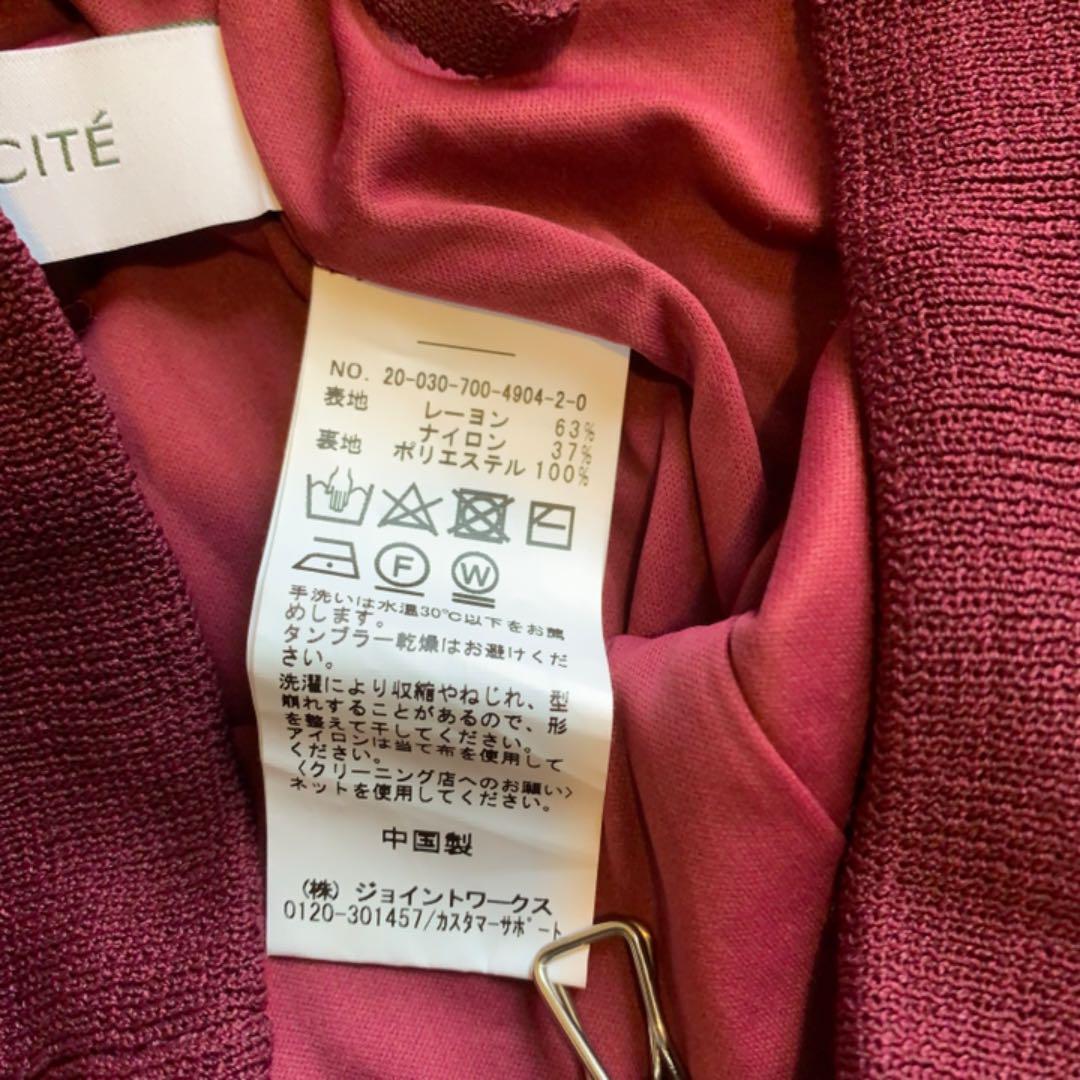 CITÉ
NO. 20-030-700-4904-2-0
表地 レーヨン 63%
ナイロン 37%
裏地 ポリエステル 100%
F W
手洗いは水温30℃以下をお薦
めします。
タンブラー乾燥はお避けくだ
さい。
洗濯により収縮やねじれ、型
崩れすることがあるので、形
を整えて干してください。
アイロンは当て布を使用して
ください。
〈クリーニング店へのお願い〉
ネットを使用してください。
中国製
(株) ジョイントワークス
0120-301457/カスタマーサポート